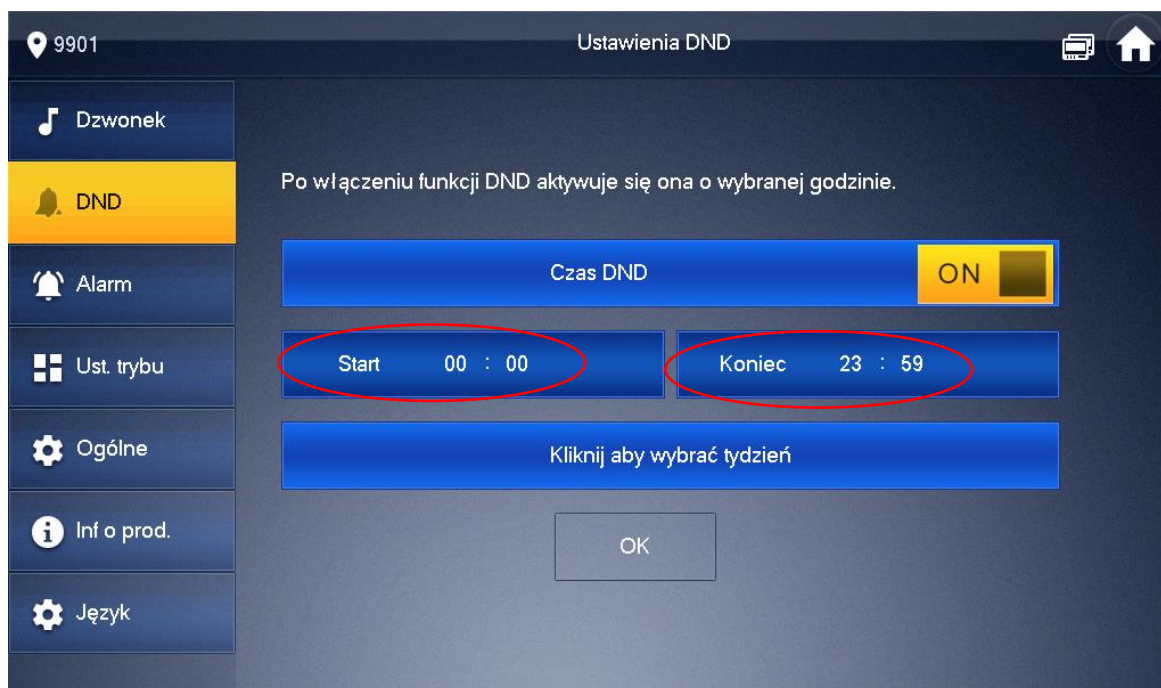 9901
Ustawienia DND
Dzwonek
DND
Alarm
Ust. trybu
Ogólne
Inf o prod.
Język
Po włączeniu funkcji DND aktywuje się ona o wybranej godzinie.
Czas DND
ON
Start 00 : 00
Koniec 23 : 59
Kliknij aby wybrać tydzień
OK